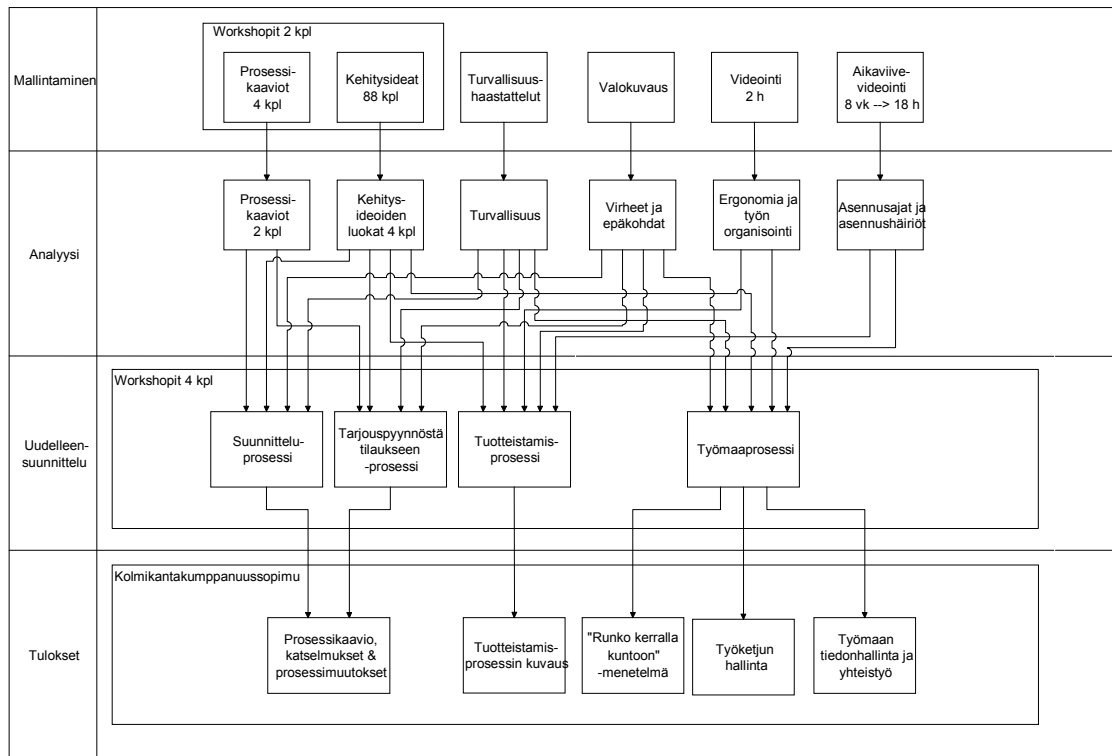 Mallintaminen
Workshopit 2 kpl
Prosessi-
kaaviot
4 kpl
Kehitysideat
88 kpl
Turvallisuus-
haastattelut
Valokuvaus
Videointi
2 h
Aikaviive-
videointi
8 vk --> 18 h
Analyysi
Prosessi-
kaaviot
2 kpl
Kehitys-
ideoiden
luokat 4 kpl
Turvallisuus
Virheet ja
epäkohdat
Ergonomia ja
työn
organisointi
Asennusajat ja
asennushäiriöt
Uudelleen-
suunnittelu
Workshopit 4 kpl
Suunnittelu-
prosessi
Tarjouspyynnöstä
tilaukseen
-prosessi
Tuotteistamis-
prosessi
Työmaaprosessi
Tulokset
Kolmikantakumppanuussopimu
Prosessikaavio,
katselmukset &
prosessimuutokset
Tuotteistamis-
prosessin kuvaus
"Runko kerralla
kuntoon"
-menetelmä
Työketjun
hallinta
Työmaan
tiedonhallinta ja
yhteistyö